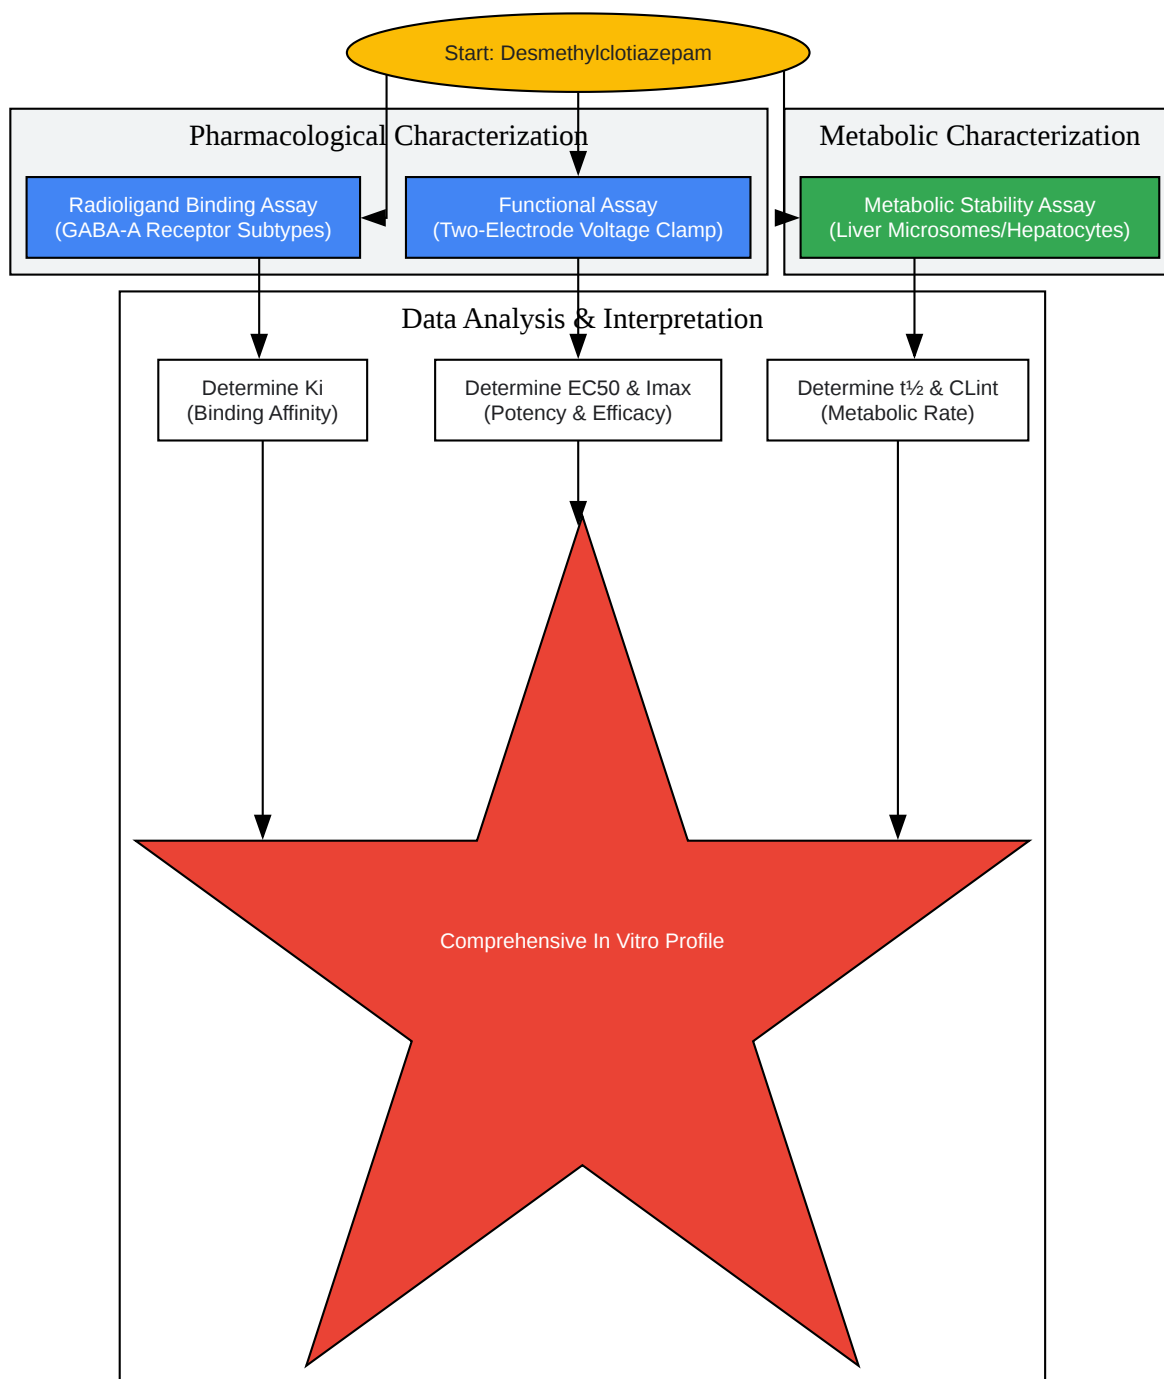 Start: Desmethylclotiazepam
Pharmacological Characterization
Metabolic Characterization
Radioligand Binding Assay
(GABA-A Receptor Subtypes)
Functional Assay
(Two-Electrode Voltage Clamp)
Metabolic Stability Assay
(Liver Microsomes/Hepatocytes)
Data Analysis & Interpretation
Determine Ki
(Binding Affinity)
Determine EC50 & Imax
(Potency & Efficacy)
Determine t½ & CLint
(Metabolic Rate)
Comprehensive In Vitro Profile